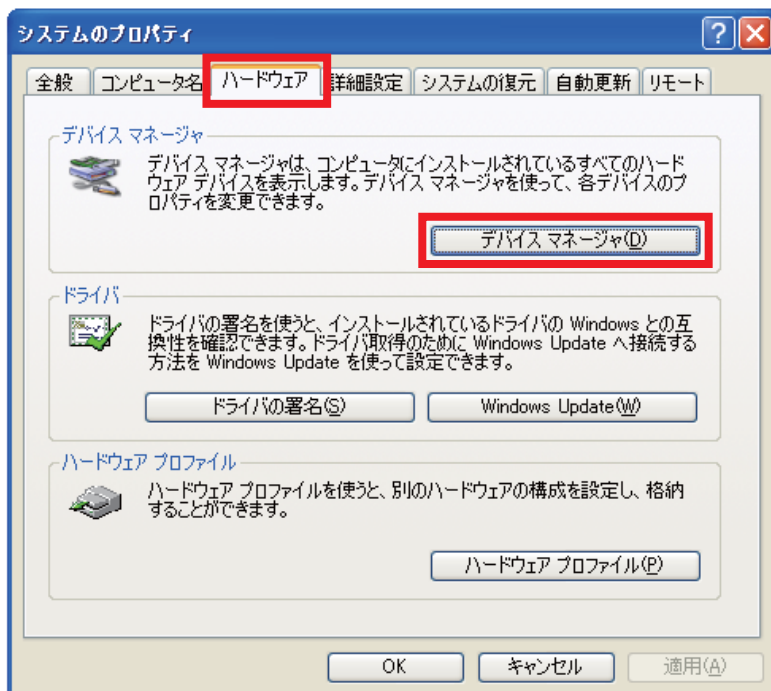 システムのプロパティ
全般 コンピュータ名 ハードウェア 詳細設定 システムの復元 自動更新 リモート
デバイス マネージャ
デバイス マネージャは、コンピュータにインストールされているすべてのハード
ウェア デバイスを表示します。デバイス マネージャを使って、各デバイスのプ
ロパティを変更できます。
デバイス マネージャ(D)
ドライバ
ドライバの署名を使うと、インストールされているドライバの Windows との互
換性を確認できます。ドライバ取得のために Windows Update へ接続する
方法を Windows Update を使って設定できます。
ドライバの署名(S) Windows Update(W)
ハードウェア プロファイル
ハードウェア プロファイルを使うと、別のハードウェアの構成を設定し、格納
することができます。
ハードウェア プロファイル(P)
OK キャンセル 適用(A)